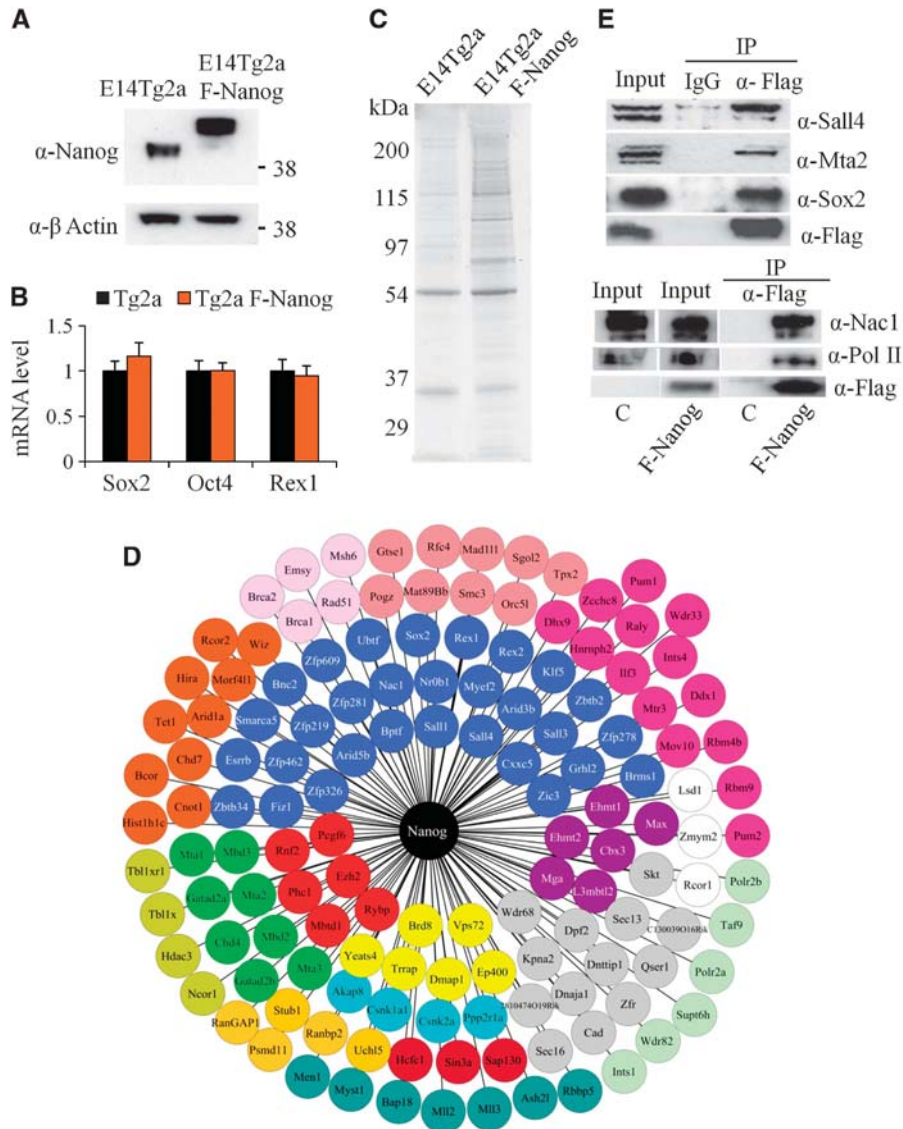 A
E14Tg2a
E14Tg2a
F-Nanog
α-Nanog
38
α-β Actin
38
B
Tg2a
Tg2a F-Nanog
mRNA level
1.5
1
0.5
0
Sox2
Oct4
Rex1
C
E14Tg2a
E14Tg2a
F-Nanog
kDa
200
115
97
54
37
29
E
IP
Input
IgG
α- Flag
α-Sall4
α-Mta2
α-Sox2
α-Flag
IP
Input
Input
α-Flag
α-Nac1
α-Pol II
α-Flag
C
F-Nanog
C
F-Nanog
D
Gtse1
Rfc4
Mad1l1
Sgol2
Tpx2
Msh6
Emsy
Brca2
Brca1
Rad51
Pogz
Mat89Bb
Smc3
Orc5l
Pum1
Zcchc8
Wdr33
Dhx9
Raly
Hnrnph2
Ints4
Ilf3
Ddx1
Mtr3
Rbm4b
Mov10
Rbm9
Pum2
Rcor2
Wiz
Hira
Morf4l1
Tet1
Arid1a
Bcor
Chd7
Hist1h1c
Cnot1
Ubtf
Sox2
Rex1
Rex2
Klf5
Zfp609
Bnc2
Nac1
Nr0b1
Mycf2
Arid3b
Zbtb2
Zfp281
Smarca5
Zfp219
Bptf
Sall1
Sall4
Sall3
Zfp278
Arid5b
Esrrb
Zfp462
Cxxc5
Grhl2
Brms1
Zfp326
Zbtb34
Fiz1
Zic3
Lsd1
Zmym2
Rcor1
Nanog
Ehmt1
Max
Ehmt2
Cbx3
Mga
L3mbtl2
Polr2b
Taf9
Polr2a
Supt6h
Wdr82
Ints1
Mta1
Mbd3
Gatad2a
Mta2
Chd4
Mbd2
Gatad2b
Mta3
Tbl1xr1
Tbl1x
Hdac3
Ncor1
Rnf2
Pcgf6
Phc1
Ezh2
Mbtd1
Rybp
Skt
Wdr68
Dpf2
Sec13
C130039O16Rik
Kpna2
Dnttip1
Qser1
2810474O19Rik
Dnaja1
Zfr
Cad
Sec16
Brd8
Vps72
Yeats4
Trrap
Dmap1
Ep400
Akap8
Csnk1a1
Csnk2a
Ppp2r1a
RanGAP1
Stub1
Psmd11
Ranbp2
Uchl5
Hcfc1
Sin3a
Sap130
Men1
Myst1
Bap18
Mll2
Mll3
Ash2l
Rbbp5